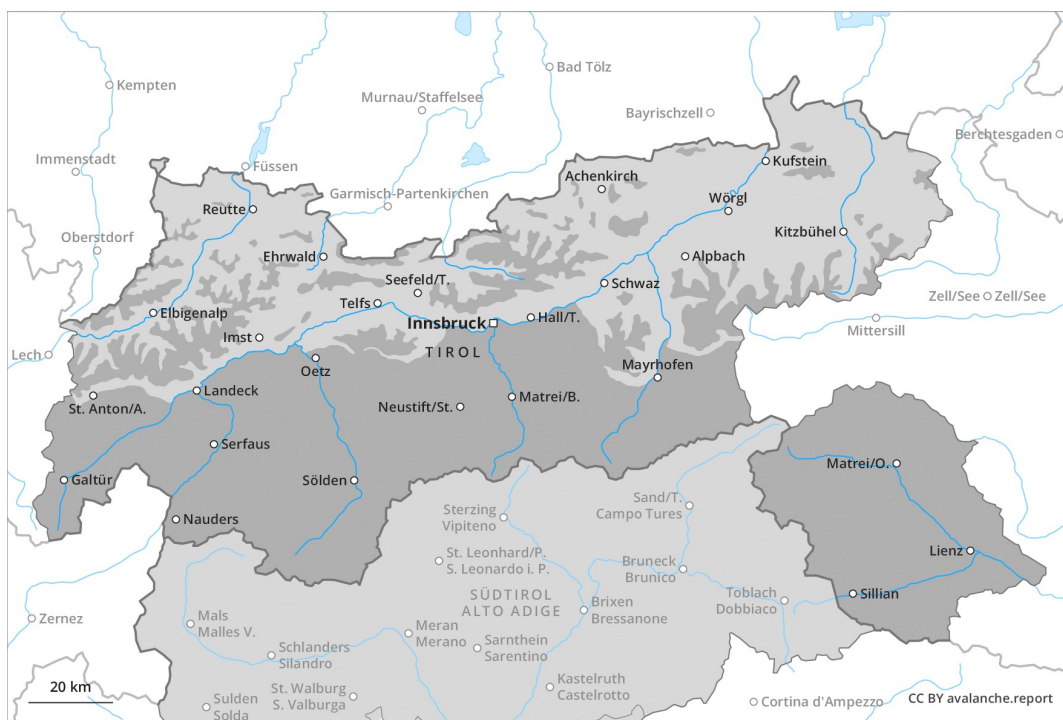 Kempten
Bad Tölz
Murnau/Staffelsee
Bayrischzell
Berchtesgaden
Immenstadt
Füssen
Kufstein
Achenkirch
Garmisch-Partenkirchen
Wörgl
Reutte
Oberstdorf
Kitzbühel
Ehrwald
Alpbach
Seefeld/T.
Schwaz
Zell/See
Zell/See
Telfs
Elbigenalp
Hall/T.
Innsbruck
Mittersill
Imst
Lech
TIROL
Oetz
Mayrhofen
Landeck
St. Anton/A.
Neustift/St.
Matrei/B.
Serfaus
Matrei/O.
Galtür
Sölden
Sand/T.
Campo Tures
Sterzing
Vipiteno
Nauders
Lienz
St. Leonhard/P.
S. Leonardo i. P.
Bruneck
Brunico
SÜDTIROL
ALTO ADIGE
Sillian
Toblach
Dobbiaco
Brixen
Bressanone
Zernez
Mals
Malles V.
Meran
Merano
Sarnthein
Sarentino
Schlanders
Silandro
Kastelruth
Castelrotto
20 km
St. Walburg
S. Valburga
Sulden
Solda
Cortina d'Ampezzo
CC BY avalanche.report